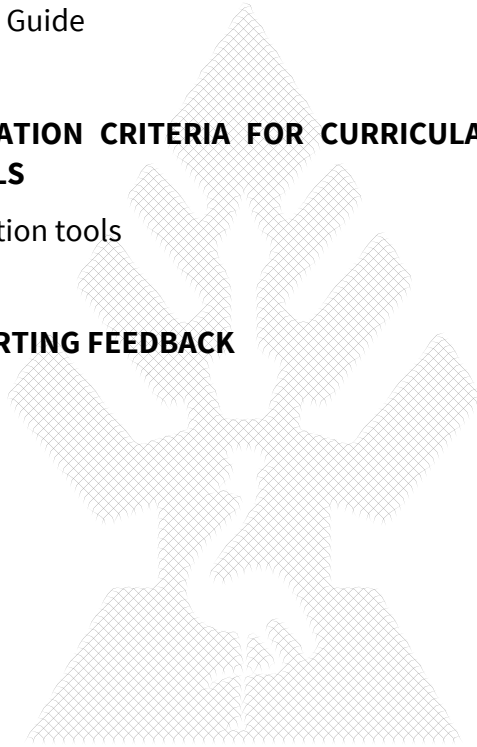 Guide
ATION CRITERIA FOR CURRICULA
LS
tion tools
RTING FEEDBACK